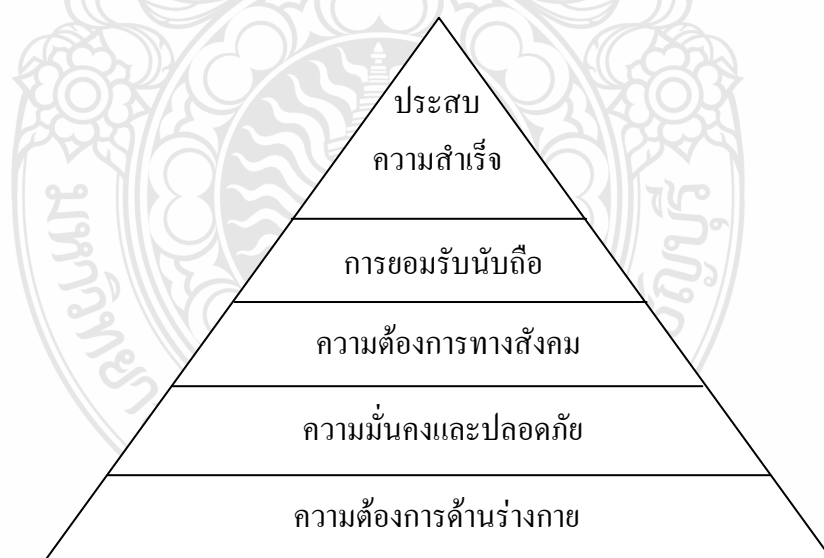 ประสบ
ความสำเร็จ
การยอมรับนับถือ
ความต้องการทางสังคม
ความมั่นคงและปลอดภัย
ความต้องการด้านร่างกาย